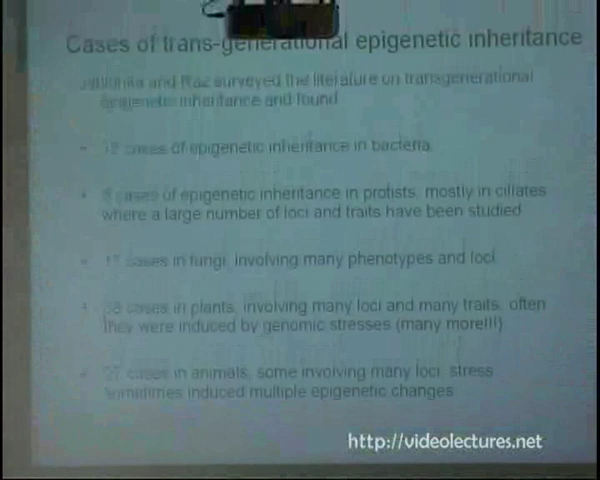 Cases of trans-generational epigenetic inheritance
and Raz surveyed the literature on transgenerational
epigenetic inheritance and found
cases of epigenetic inheritance in bacteria
cases of epigenetic inheritance in protists, mostly in ciliates
where a large number of loci and traits have been studied
cases in fungi, involving many phenotypes and loci
cases in plants, involving many loci and many traits, often
they were induced by genomic stresses (many more!!!)
cases in animals, some involving many loci, stress
sometimes induced multiple epigenetic changes
http://videolectures.net